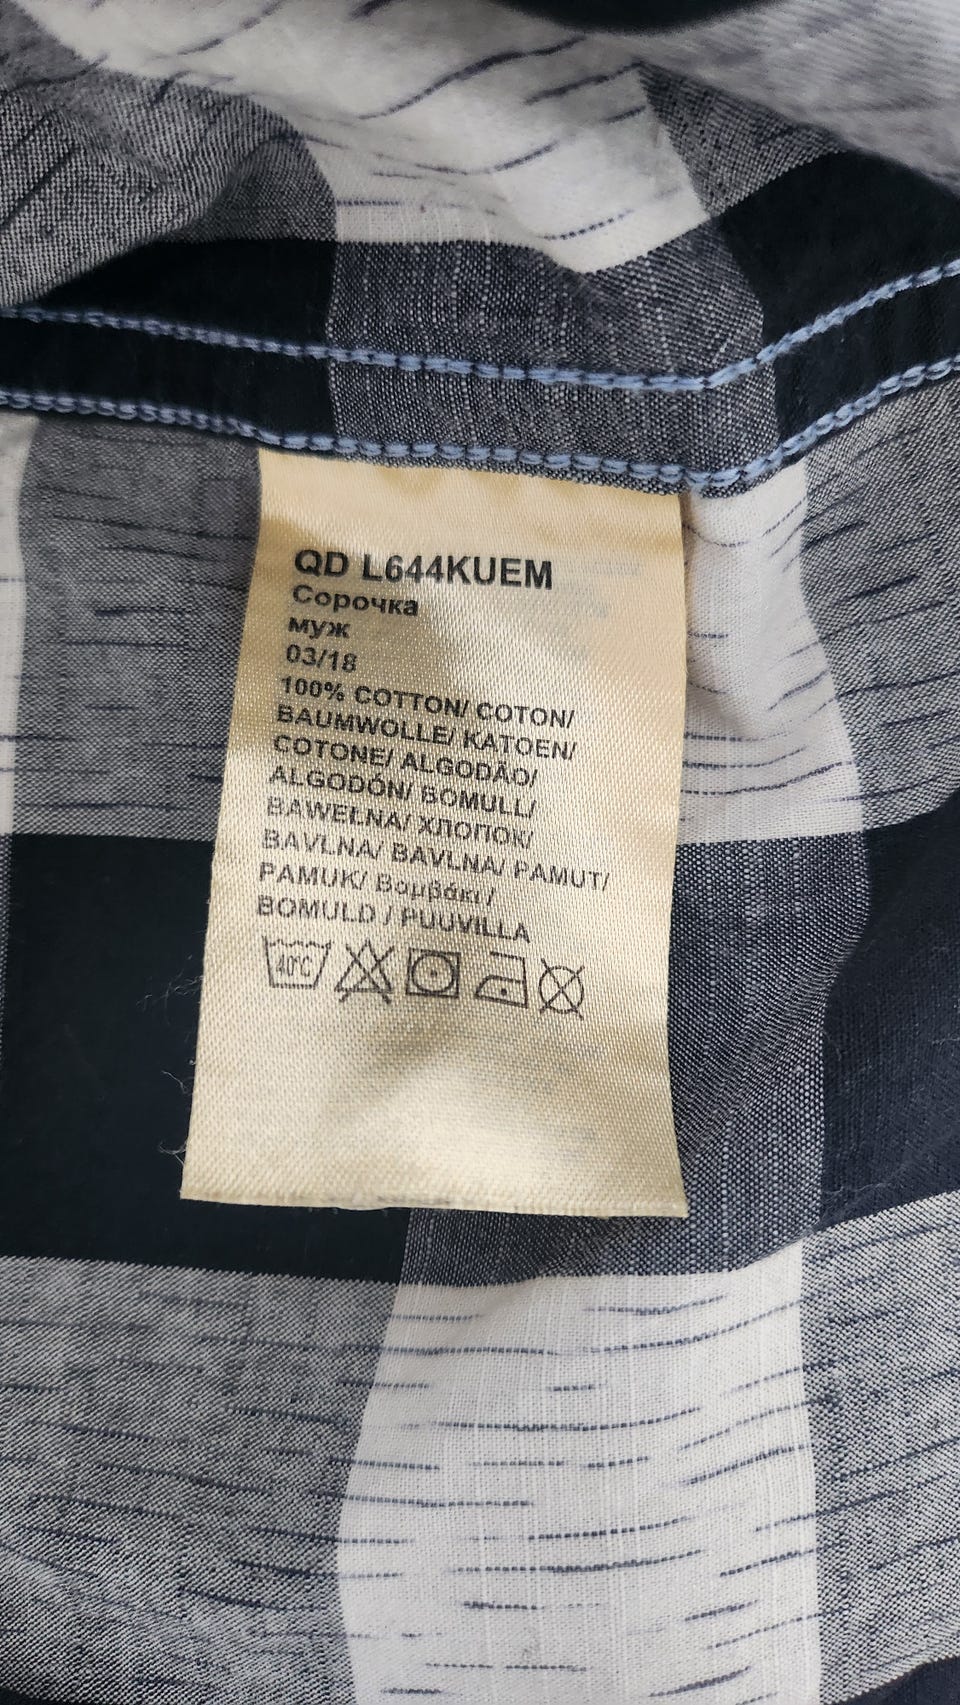 QD L644KUEM
Сорочка
муж
03/18
100% COTTON/ COTON/
BAUMWOLLE/ KATOEN/
COTONE/ ALGODÃO/
ALGODÓN/ BOMULL/
BAWEŁNA/ ХЛОПОК/
BAVLNA/ BAVLNA/ PAMUT/
PAMUK/ Βαμβάκι /
BOMULD / PUUVILLA
40°C